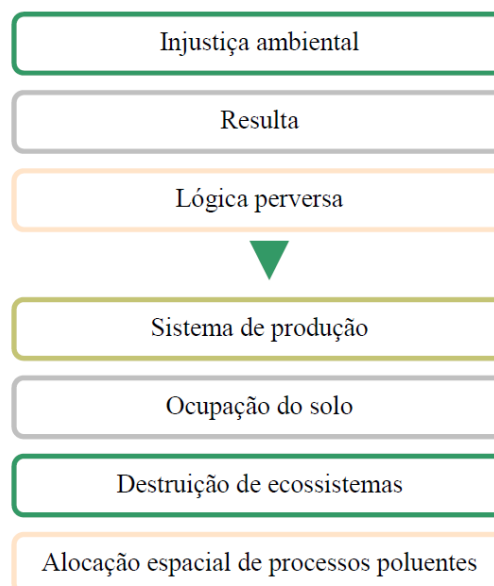 Injustiça ambiental
Resulta
Lógica perversa
Sistema de produção
Ocupação do solo
Destruição de ecossistemas
Alocação espacial de processos poluentes